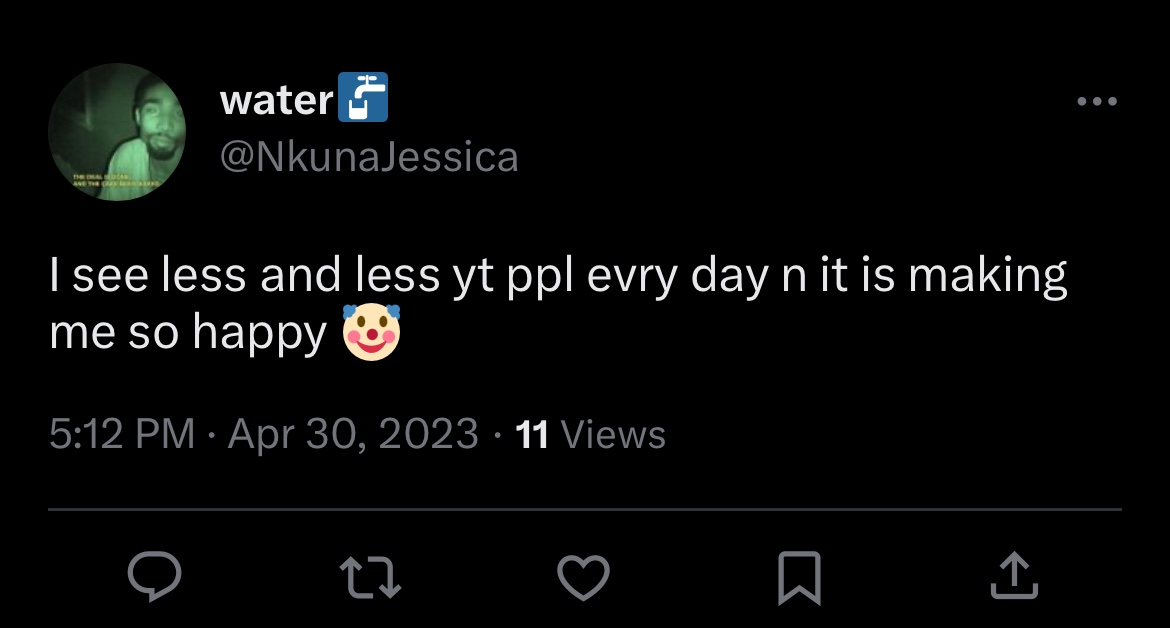 water🚰
@NkunaJessica
I see less and less yt ppl evry day n it is making
me so happy 🤡
5:12 PM · Apr 30, 2023 · 11 Views